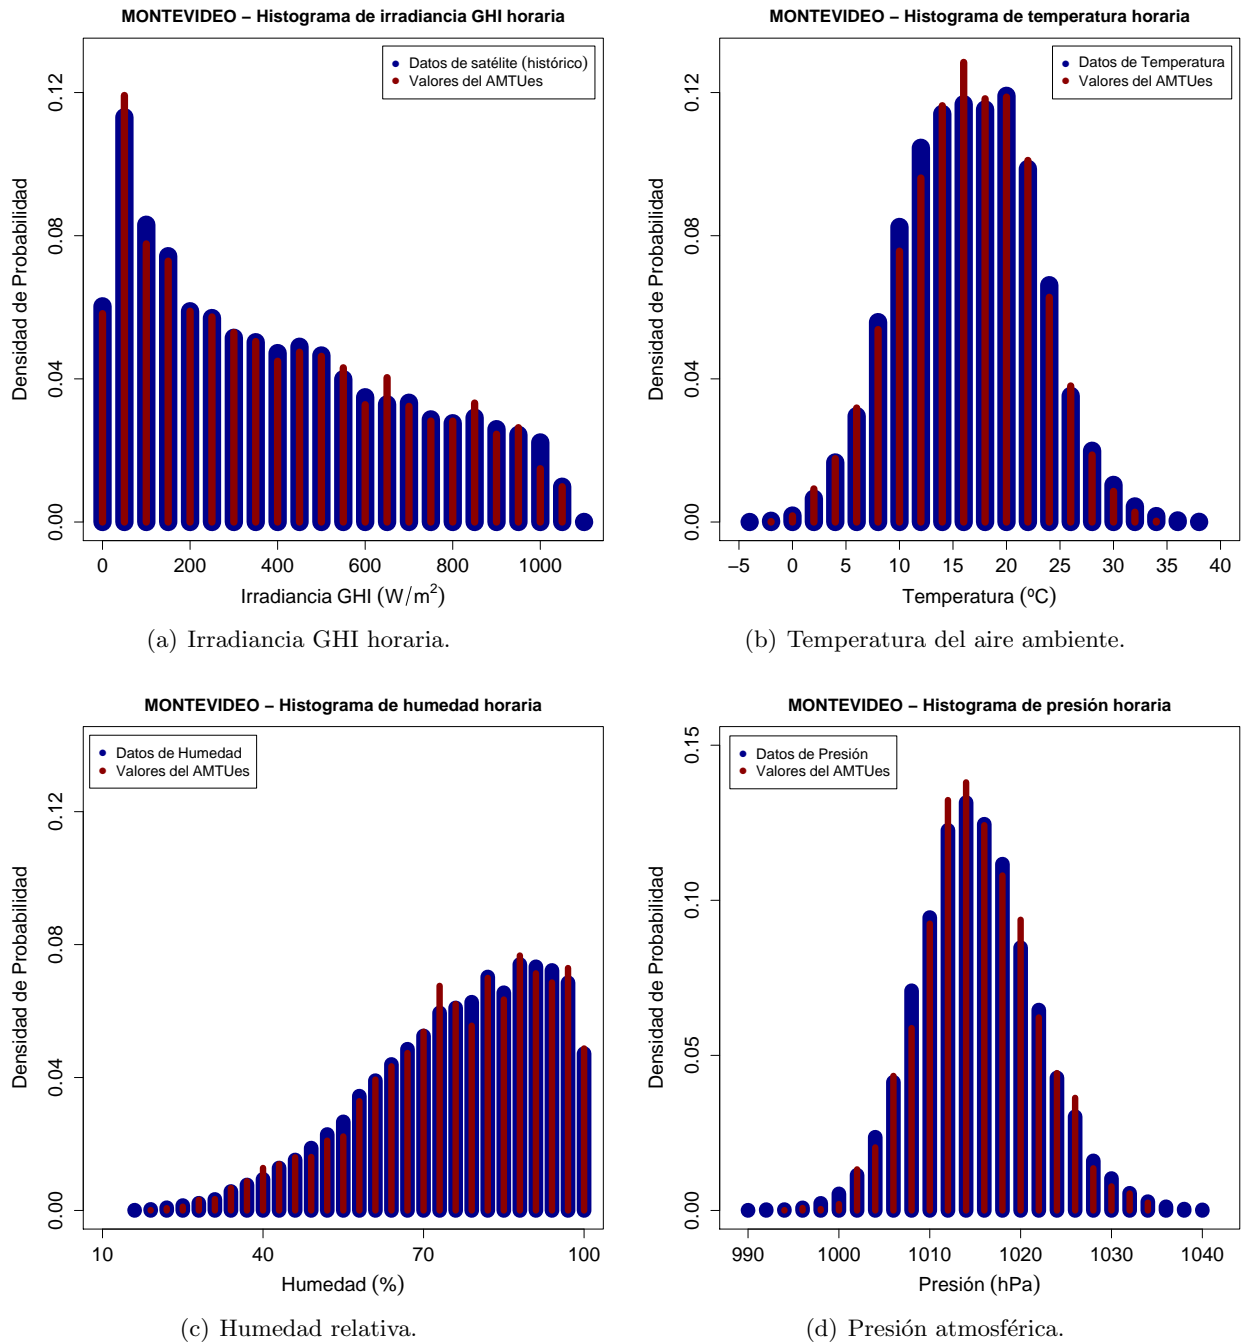 MONTEVIDEO – Histograma de irradiancia GHI horaria
Datos de satélite (histórico)
Valores del AMTUes
Densidad de Probabilidad
0.00
0.04
0.08
0.12
0 200 400 600 800 1000
Irradiancia GHI (W/m²)
(a) Irradiancia GHI horaria.
MONTEVIDEO – Histograma de temperatura horaria
Datos de Temperatura
Valores del AMTUes
Densidad de Probabilidad
0.00
0.04
0.08
0.12
−5 0 5 10 15 20 25 30 35 40
Temperatura (ºC)
(b) Temperatura del aire ambiente.
MONTEVIDEO – Histograma de humedad horaria
Datos de Humedad
Valores del AMTUes
Densidad de Probabilidad
0.00
0.04
0.08
0.12
10 40 70 100
Humedad (%)
(c) Humedad relativa.
MONTEVIDEO – Histograma de presión horaria
Datos de Presión
Valores del AMTUes
Densidad de Probabilidad
0.00
0.05
0.10
0.15
990 1000 1010 1020 1030 1040
Presión (hPa)
(d) Presión atmosférica.